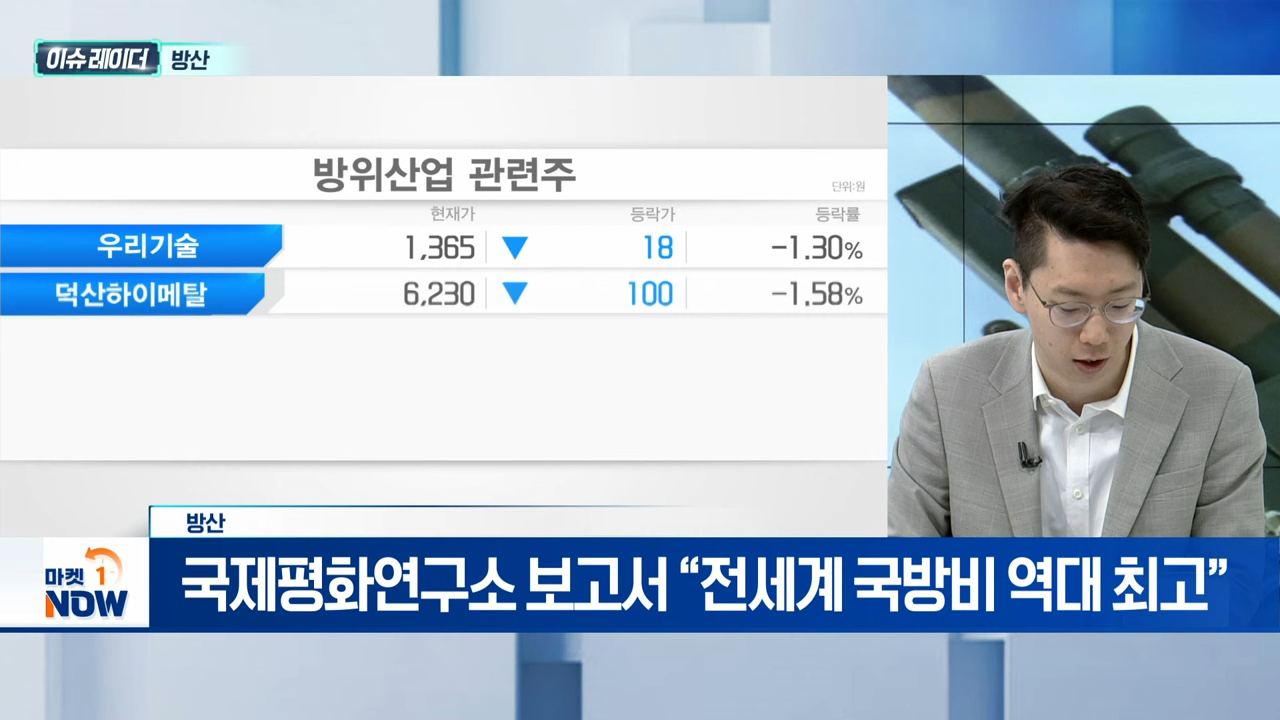 이슈레이더 방산
방위산업 관련주
단위:원
현재가 등락가 등락률
우리기술 1,365 ▼ 18 -1.30%
덕산하이메탈 6,230 ▼ 100 -1.58%
방산
마켓 1
NOW
국제평화연구소 보고서 “전세계 국방비 역대 최고”